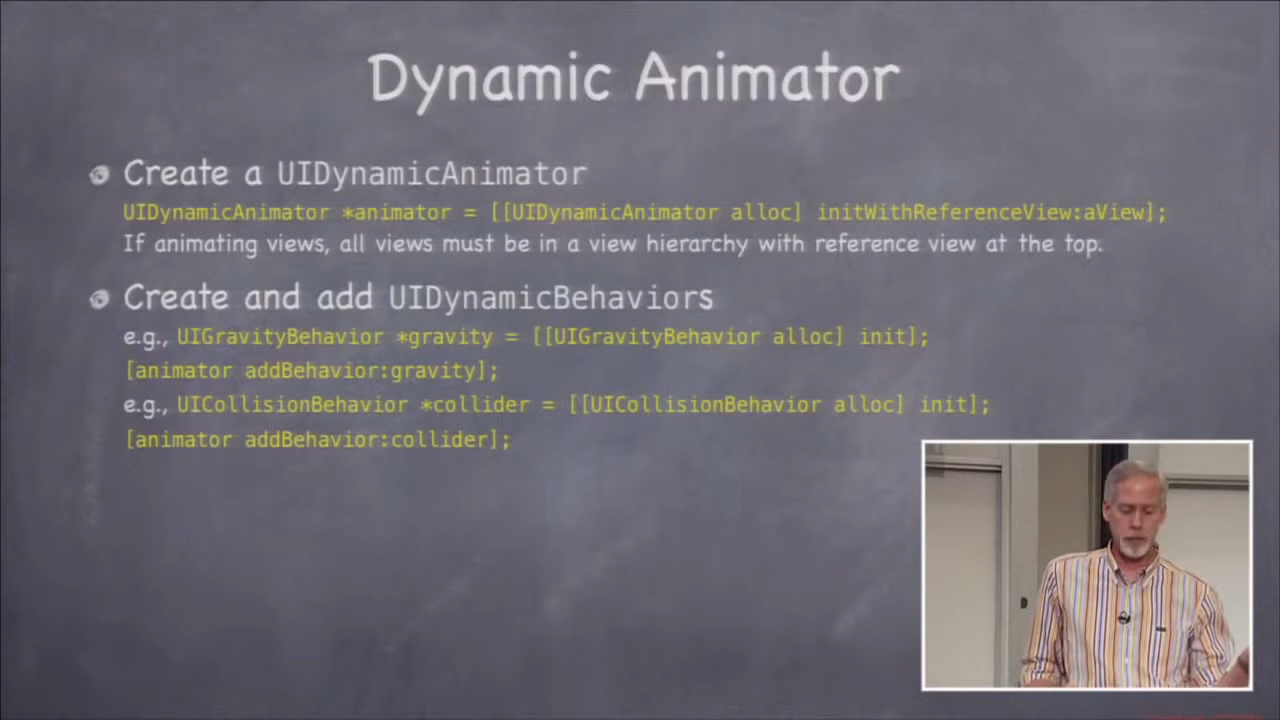 Dynamic Animator
Create a UIDynamicAnimator
UIDynamicAnimator *animator = [[UIDynamicAnimator alloc] initWithReferenceView:aView];
If animating views, all views must be in a view hierarchy with reference view at the top.
Create and add UIDynamicBehaviors
e.g., UIGravityBehavior *gravity = [[UIGravityBehavior alloc] init];
[animator addBehavior:gravity];
e.g., UICollisionBehavior *collider = [[UICollisionBehavior alloc] init];
[animator addBehavior:collider];